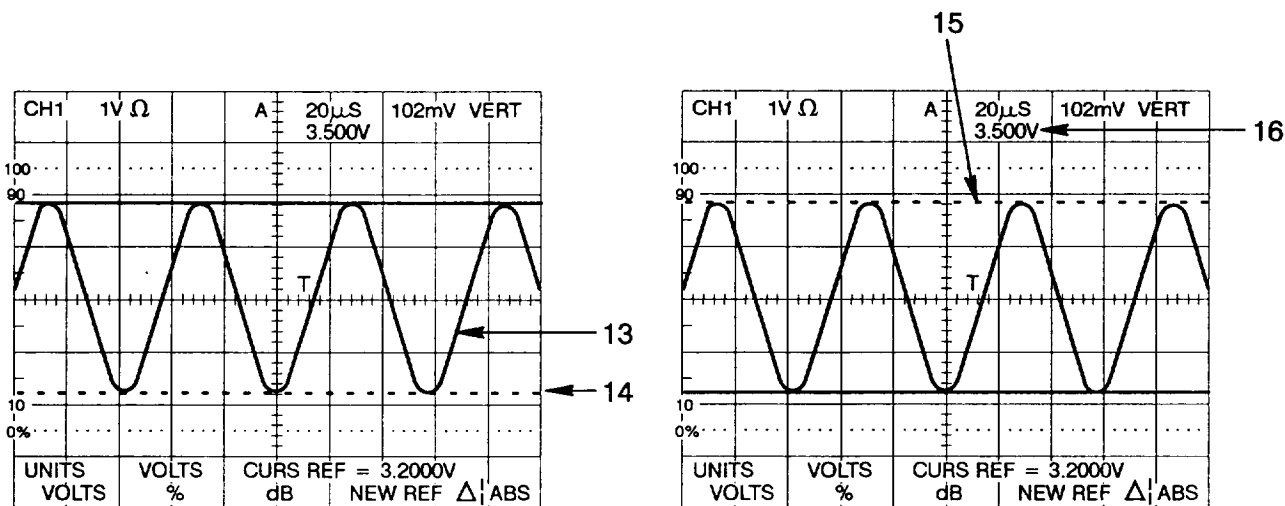 15
CH1 1V Ω A 20µS 102mV VERT
3.500V
100
90
T
13
14
10
0%
UNITS VOLTS CURS REF = 3.2000V
VOLTS % dB NEW REF Δ¦ ABS
CH1 1V Ω A 20µS 102mV VERT
3.500V
16
100
90
T
10
0%
UNITS VOLTS CURS REF = 3.2000V
VOLTS % dB NEW REF Δ¦ ABS